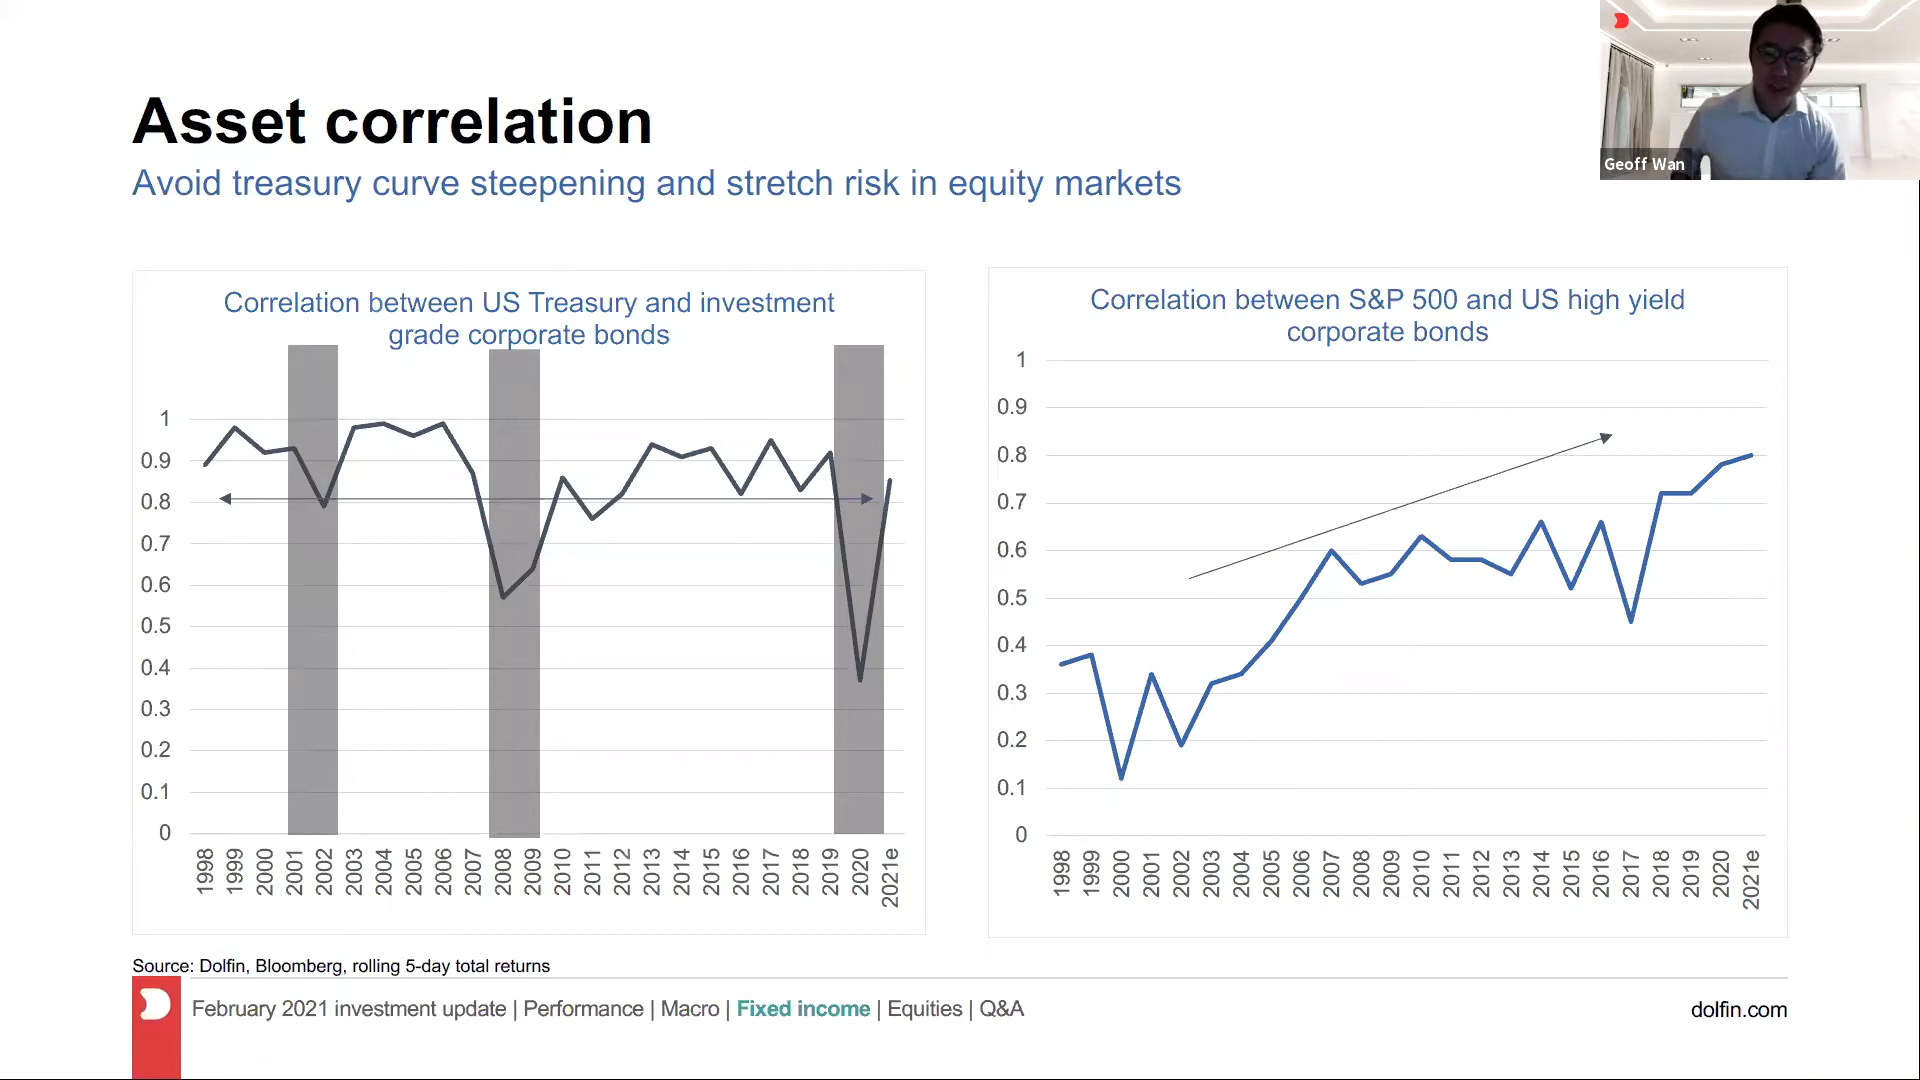 Asset correlation
Avoid treasury curve steepening and stretch risk in equity markets
Geoff Wan
Correlation between US Treasury and investment
grade corporate bonds
1
0.9
0.8
0.7
0.6
0.5
0.4
0.3
0.2
0.1
0
1998 1999 2000 2001 2002 2003 2004 2005 2006 2007 2008 2009 2010 2011 2012 2013 2014 2015 2016 2017 2018 2019 2020 2021e
Correlation between S&P 500 and US high yield
corporate bonds
1
0.9
0.8
0.7
0.6
0.5
0.4
0.3
0.2
0.1
0
1998 1999 2000 2001 2002 2003 2004 2005 2006 2007 2008 2009 2010 2011 2012 2013 2014 2015 2016 2017 2018 2019 2020 2021e
Source: Dolfin, Bloomberg, rolling 5-day total returns
February 2021 investment update | Performance | Macro | Fixed income | Equities | Q&A
dolfin.com